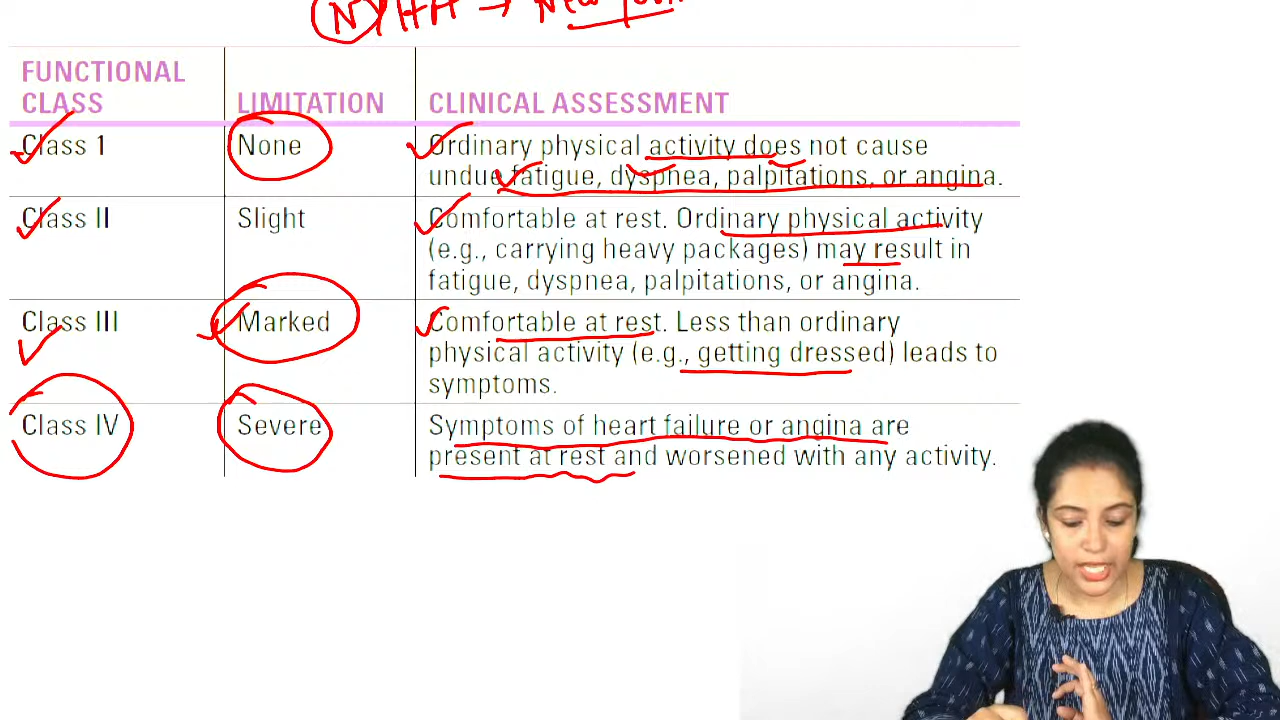 NYHA → New York
FUNCTIONAL CLASS LIMITATION CLINICAL ASSESSMENT
Class 1 None Ordinary physical activity does not cause
undue fatigue, dyspnea, palpitations, or angina.
Class II Slight Comfortable at rest. Ordinary physical activity
(e.g., carrying heavy packages) may result in
fatigue, dyspnea, palpitations, or angina.
Class III Marked Comfortable at rest. Less than ordinary
physical activity (e.g., getting dressed) leads to
symptoms.
Class IV Severe Symptoms of heart failure or angina are
present at rest and worsened with any activity.